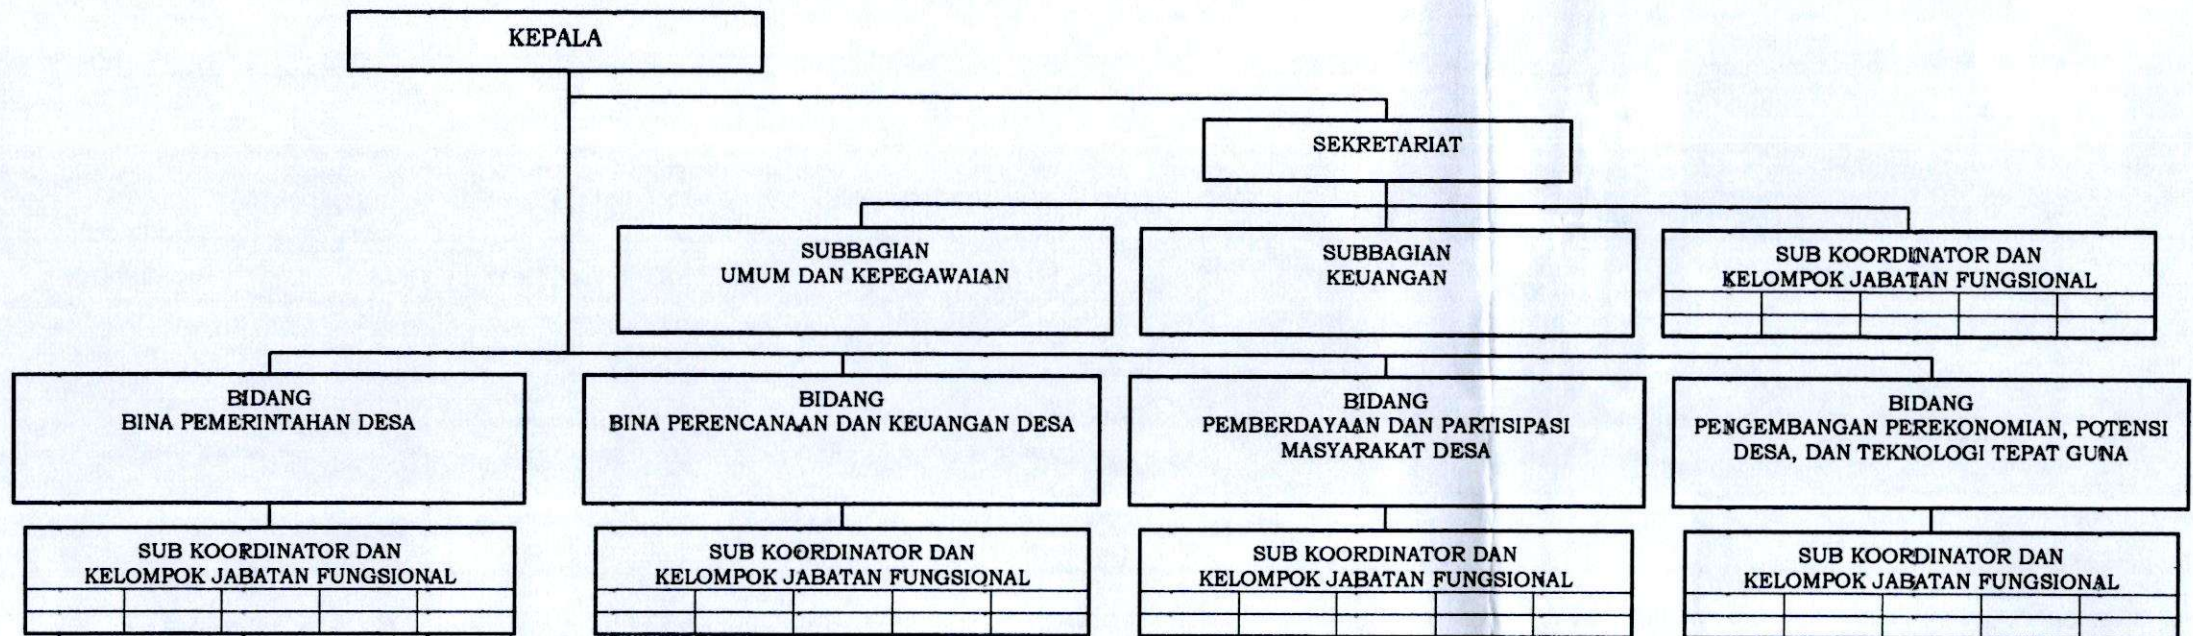 KEPALA
SEKRETARIAT
SUBBAGIAN
UMUM DAN KEPEGAWAIAN
SUBBAGIAN
KEUANGAN
SUB KOORDINATOR DAN
KELOMPOK JABATAN FUNGSIONAL
BIDANG
BINA PEMERINTAHAN DESA
BIDANG
BINA PERENCANAAN DAN KEUANGAN DESA
BIDANG
PEMBERDAYAAN DAN PARTISIPASI
MASYARAKAT DESA
BIDANG
PENGEMBANGAN PEREKONOMIAN, POTENSI
DESA, DAN TEKNOLOGI TEPAT GUNA
SUB KOORDINATOR DAN
KELOMPOK JABATAN FUNGSIONAL
SUB KOORDINATOR DAN
KELOMPOK JABATAN FUNGSIONAL
SUB KOORDINATOR DAN
KELOMPOK JABATAN FUNGSIONAL
SUB KOORDINATOR DAN
KELOMPOK JABATAN FUNGSIONAL